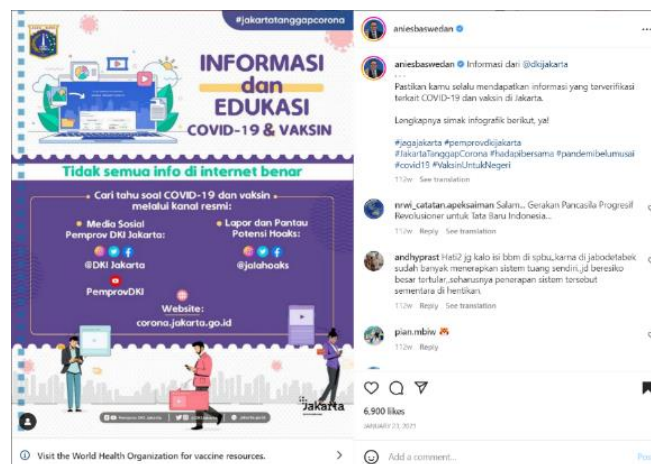 #jakartatanggapcorona
INFORMASI
dan
EDUKASI
COVID-19 & VAKSIN
Tidak semua info di internet benar
Cari tahu soal COVID-19 dan vaksin
melalui kanal resmi:
Media Sosial
Pemprov DKI Jakarta:
@DKI Jakarta
PemprovDKI
Lapor dan Pantau
Potensi Hoaks:
@jalahoaks
Website:
corona.jakarta.go.id
Jakarta
Visit the World Health Organization for vaccine resources.
aniesbaswedan
aniesbaswedan Informasi dari @dkijakarta
Pastikan kamu selalu mendapatkan informasi yang terverifikasi
terkait COVID-19 dan vaksin di Jakarta.
Lengkapnya simak infografik berikut, ya!
#jagajakarta #pemprovdkijakarta
#JakartaTanggapCorona #hadapibersama #pandemibelumusai
#covid19 #VaksinUntukNegeri
112w See translation
nrwi_catatan.apeksaiman Salam... Gerakan Pancasila Progresif
Revolusioner untuk Tata Baru Indonesia...
112w Reply See translation
andhyprast Hati2 jg kalo isi bbm di spbu,,karna di jabodetabek
sudah banyak menerapkan sistem tuang sendiri,.jd beresiko
besar tertular,,seharusnya penerapan sistem tersebut
sementara di hentikan.
112w Reply See translation
pian.mbiw
112w Reply
6,900 likes
JANUARY 23, 2021
Add a comment...
Post